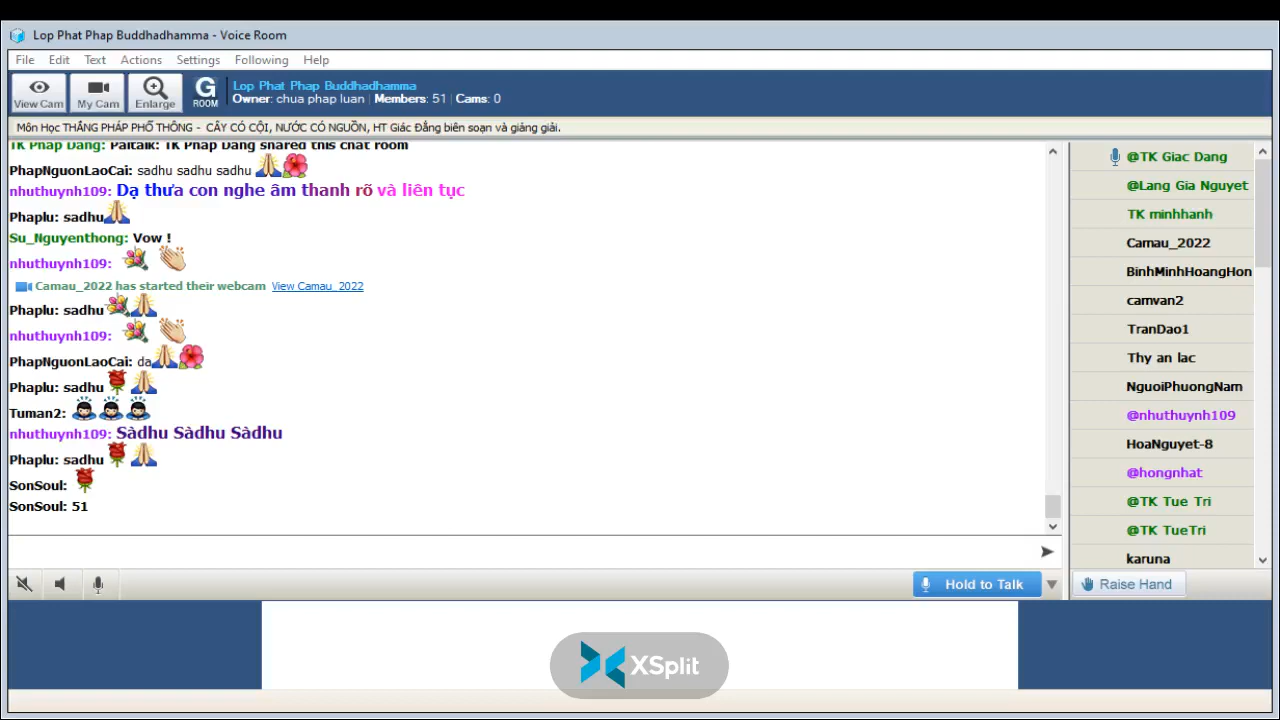 Lop Phat Phap Buddhadhamma - Voice Room
File Edit Text Actions Settings Following Help
View Cam My Cam Enlarge G ROOM
Lop Phat Phap Buddhadhamma
Owner: chua phap luan | Members: 51 | Cams: 0
Môn Học THẮNG PHÁP PHỔ THÔNG - CÂY CÓ CỘI, NƯỚC CÓ NGUỒN, HT Giác Đẳng biên soạn và giảng giải.
TK Phap Dang: Paltalk: TK Phap Dang shared this chat room
PhapNguonLaoCai: sadhu sadhu sadhu
nhuthuynh109: Dạ thưa con nghe âm thanh rõ và liên tục
Phaplu: sadhu
Su_Nguyenthong: Vow !
nhuthuynh109:
Camau_2022 has started their webcam View Camau_2022
Phaplu: sadhu
nhuthuynh109:
PhapNguonLaoCai: da
Phaplu: sadhu
Tuman2:
nhuthuynh109: Sàdhu Sàdhu Sàdhu
Phaplu: sadhu
SonSoul:
SonSoul: 51
@TK Giac Dang
@Lang Gia Nguyet
TK minhhanh
Camau_2022
BinhMinhHoangHon
camvan2
TranDao1
Thy an lac
NguoiPhuongNam
@nhuthuynh109
HoaNguyet-8
@hongnhat
@TK Tue Tri
@TK TueTri
karuna
Hold to Talk
Raise Hand
XSplit